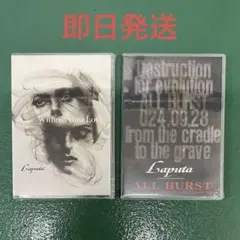 即日発送
Without Your Love
Laputa
Destruction
for evolution
ALL BURST
024.09.28
from the cradle
to the grave
Laputa
ALL BURST